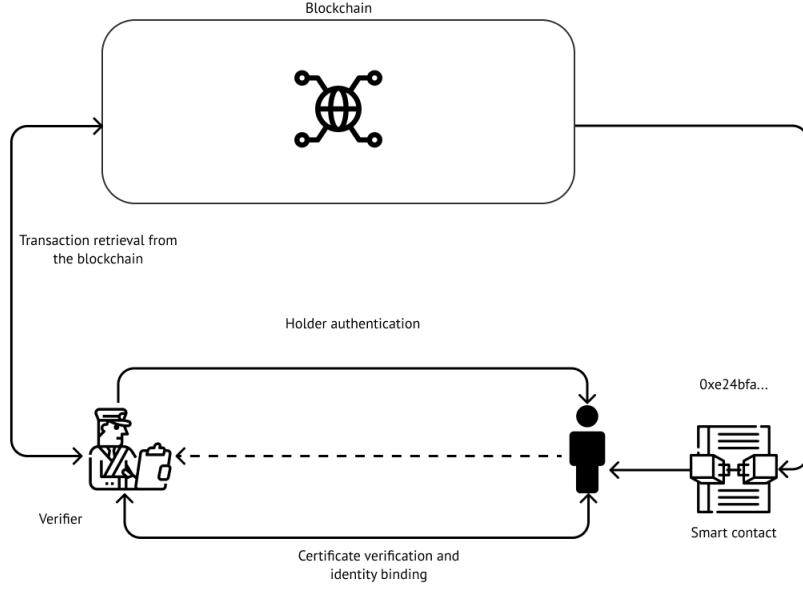 Blockchain
Transaction retrieval from
the blockchain
Holder authentication
0xe24bfa...
Verifier
Smart contact
Certificate verification and
identity binding